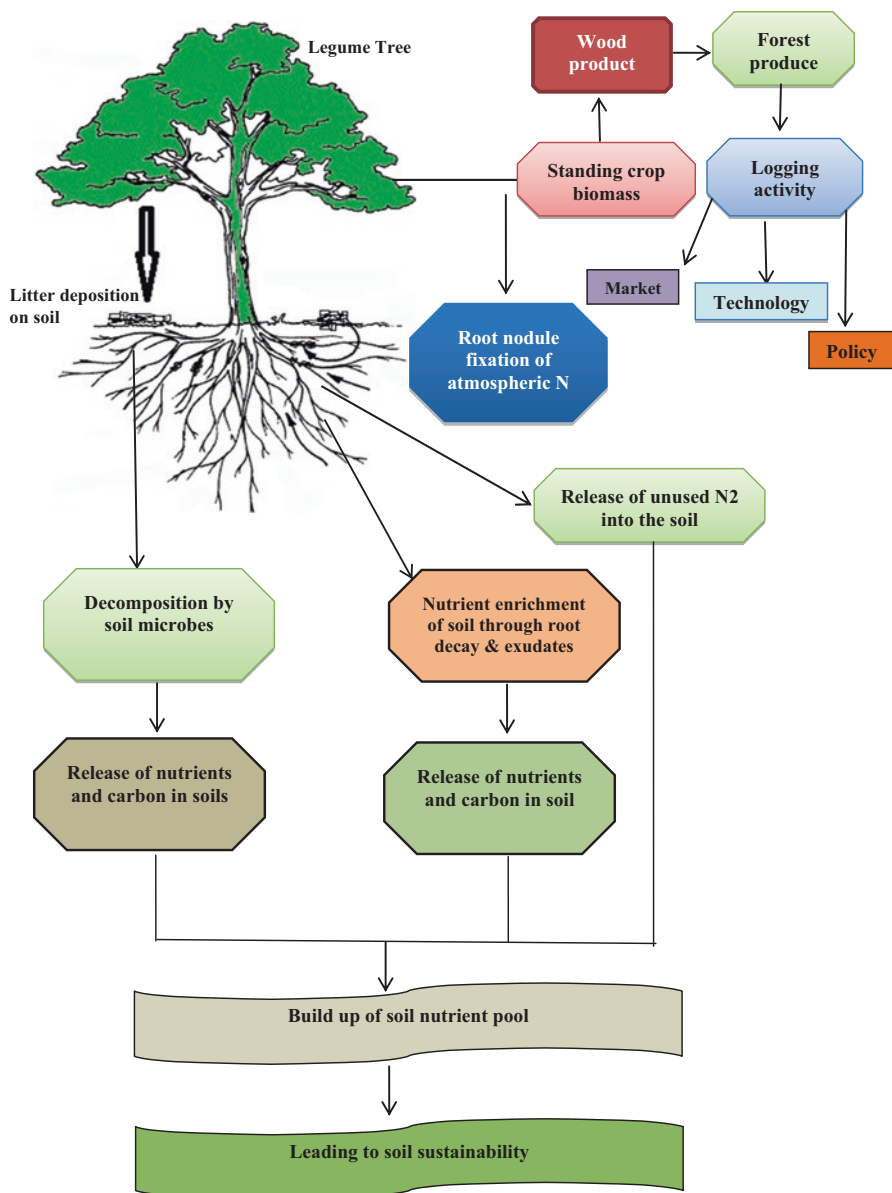 Legume Tree
Wood
product
Forest
produce
Standing crop
biomass
Logging
activity
Litter deposition
on soil
Market
Technology
Policy
Root nodule
fixation of
atmospheric N
Release of unused N2
into the soil
Decomposition by
soil microbes
Nutrient enrichment
of soil through root
decay & exudates
Release of nutrients
and carbon in soils
Release of nutrients
and carbon in soil
Build up of soil nutrient pool
Leading to soil sustainability